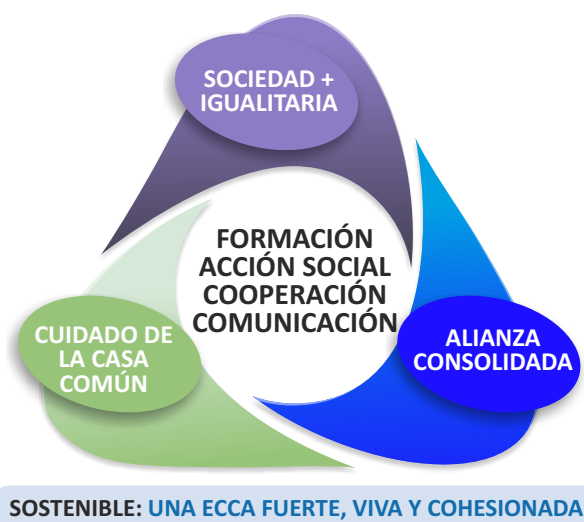 SOCIEDAD +
IGUALITARIA
FORMACIÓN
ACCIÓN SOCIAL
COOPERACIÓN
COMUNICACIÓN
CUIDADO DE
LA CASA
COMÚN
ALIANZA
CONSOLIDADA
SOSTENIBLE: UNA ECCA FUERTE, VIVA Y COHESIONADA